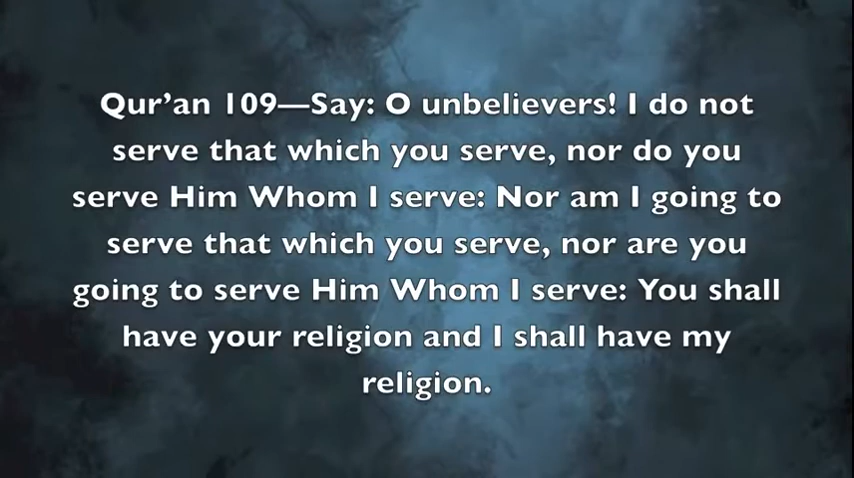 Qur’an 109—Say: O unbelievers! I do not
serve that which you serve, nor do you
serve Him Whom I serve: Nor am I going to
serve that which you serve, nor are you
going to serve Him Whom I serve: You shall
have your religion and I shall have my
religion.